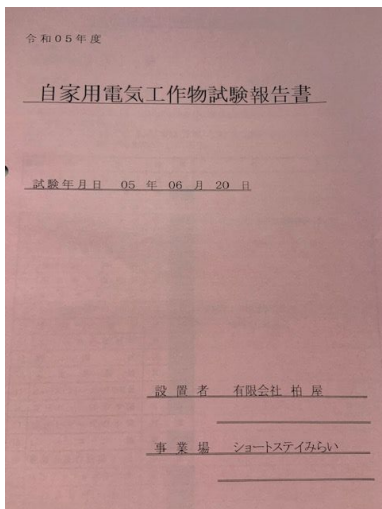 令和05年度
自家用電気工作物試験報告書
試験年月日 05 年 06 月 20 日
設置者 有限会社 柏屋
事業場 ショートステイみらい